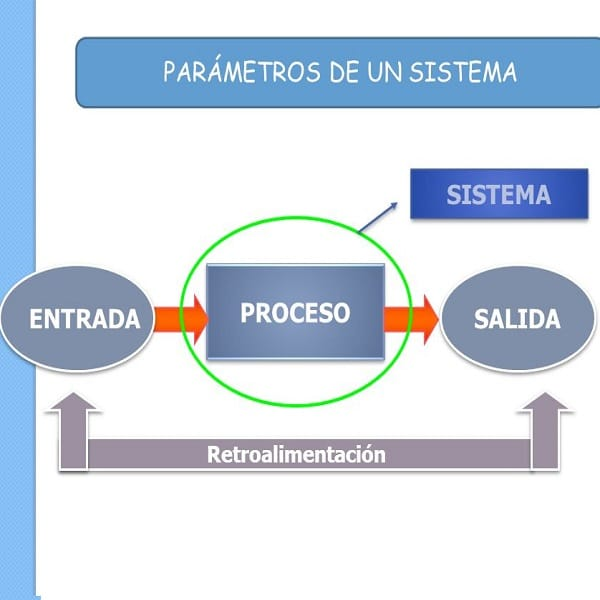 PARÁMETROS DE UN SISTEMA
SISTEMA
ENTRADA
PROCESO
SALIDA
Retroalimentación